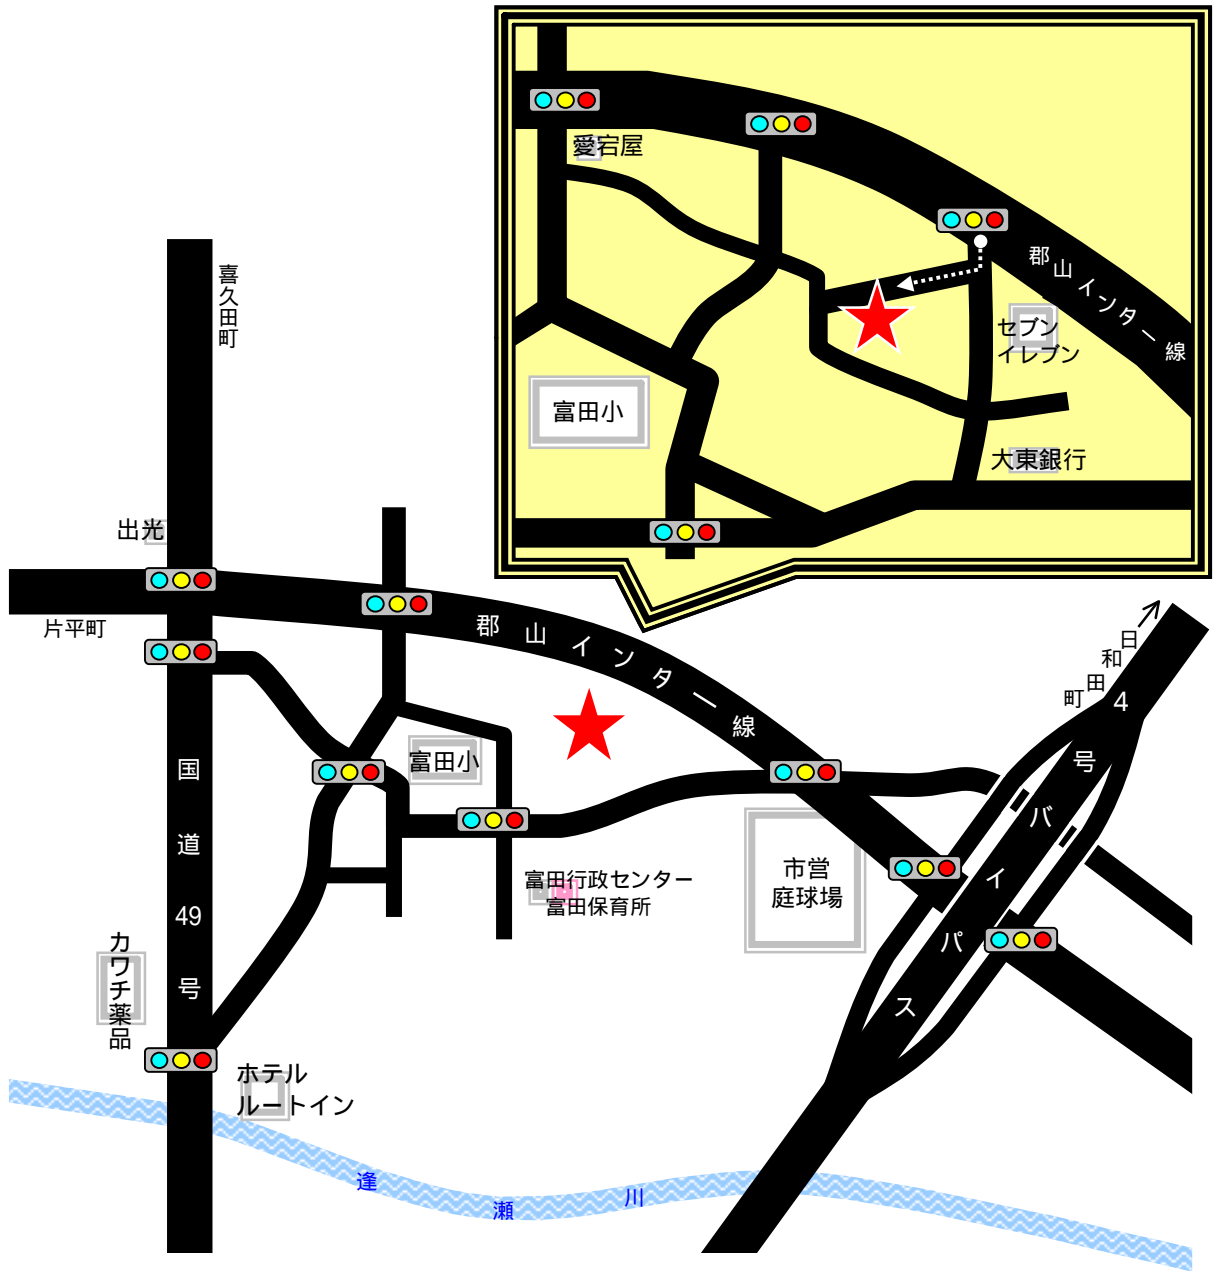 愛宕屋
郡山インター線
セブン
イレブン
富田小
大東銀行
喜久田町
出光
片平町
郡山インター線
日和田町
4号バイパス
国道49号
富田小
富田行政センター
富田保育所
市営
庭球場
カワチ薬品
ホテル
ルートイン
逢瀬川